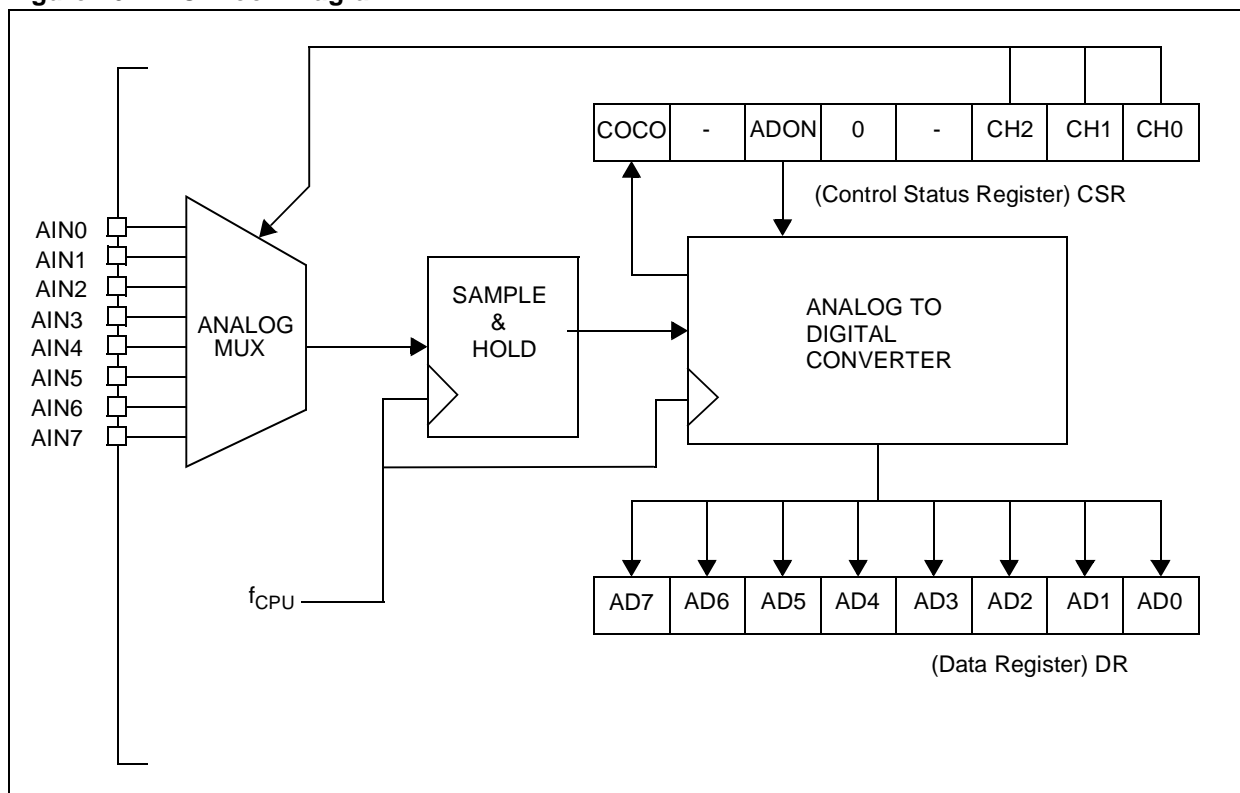 COCO - ADON 0 - CH2 CH1 CH0
(Control Status Register) CSR
AIN0
AIN1
AIN2
AIN3
AIN4
AIN5
AIN6
AIN7
ANALOG
MUX
SAMPLE
&
HOLD
ANALOG TO
DIGITAL
CONVERTER
fCPU
AD7 AD6 AD5 AD4 AD3 AD2 AD1 AD0
(Data Register) DR